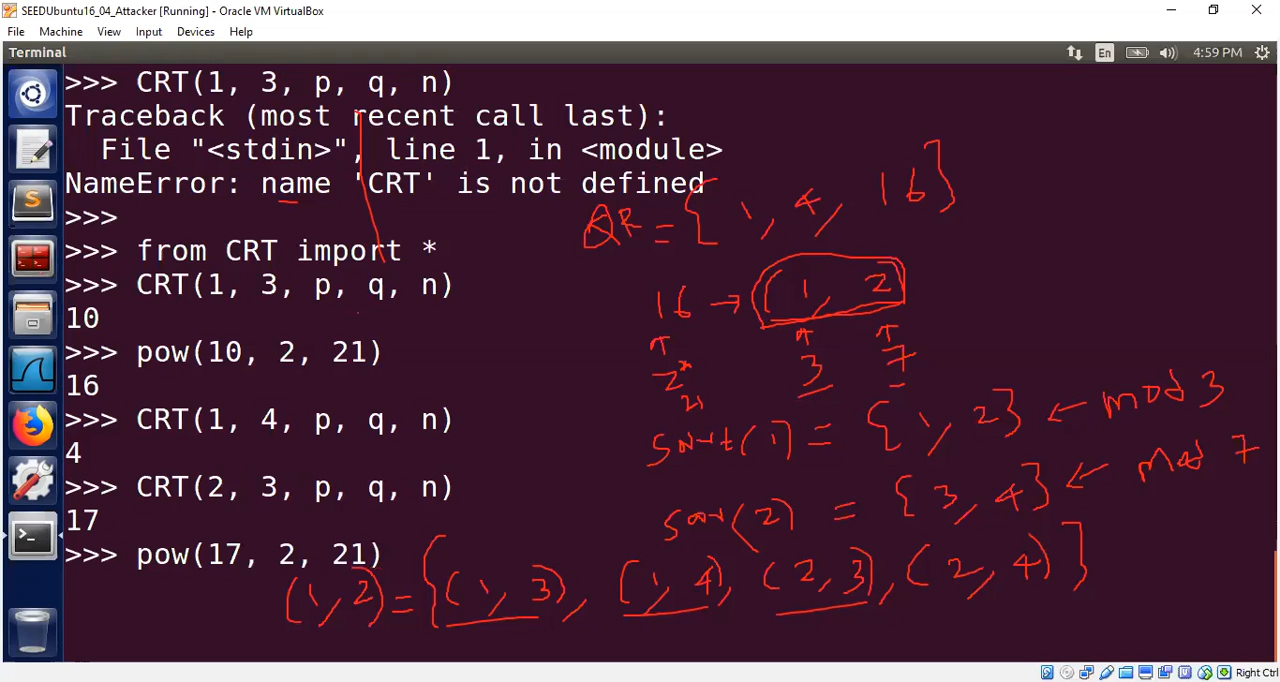 SEEDUbuntu16_04_Attacker [Running] - Oracle VM VirtualBox
File Machine View Input Devices Help
Terminal
En
4:59 PM
>>> CRT(1, 3, p, q, n)
Traceback (most recent call last):
File "<stdin>", line 1, in <module>
NameError: name 'CRT' is not defined
QR = { 1, 4, 16 }
>>>
>>> from CRT import *
>>> CRT(1, 3, p, q, n)
16 → (1, 2)
10
>>> pow(10, 2, 21)
3 7
16
21
>>> CRT(1, 4, p, q, n)
sqrt(1) = {1, 2} ← mod 3
4
>>> CRT(2, 3, p, q, n)
sqrt(2) = {3, 4} ← mod 7
17
>>> pow(17, 2, 21)
(1, 2) = { (1, 3), (1, 4), (2, 3), (2, 4) }
Right Ctrl